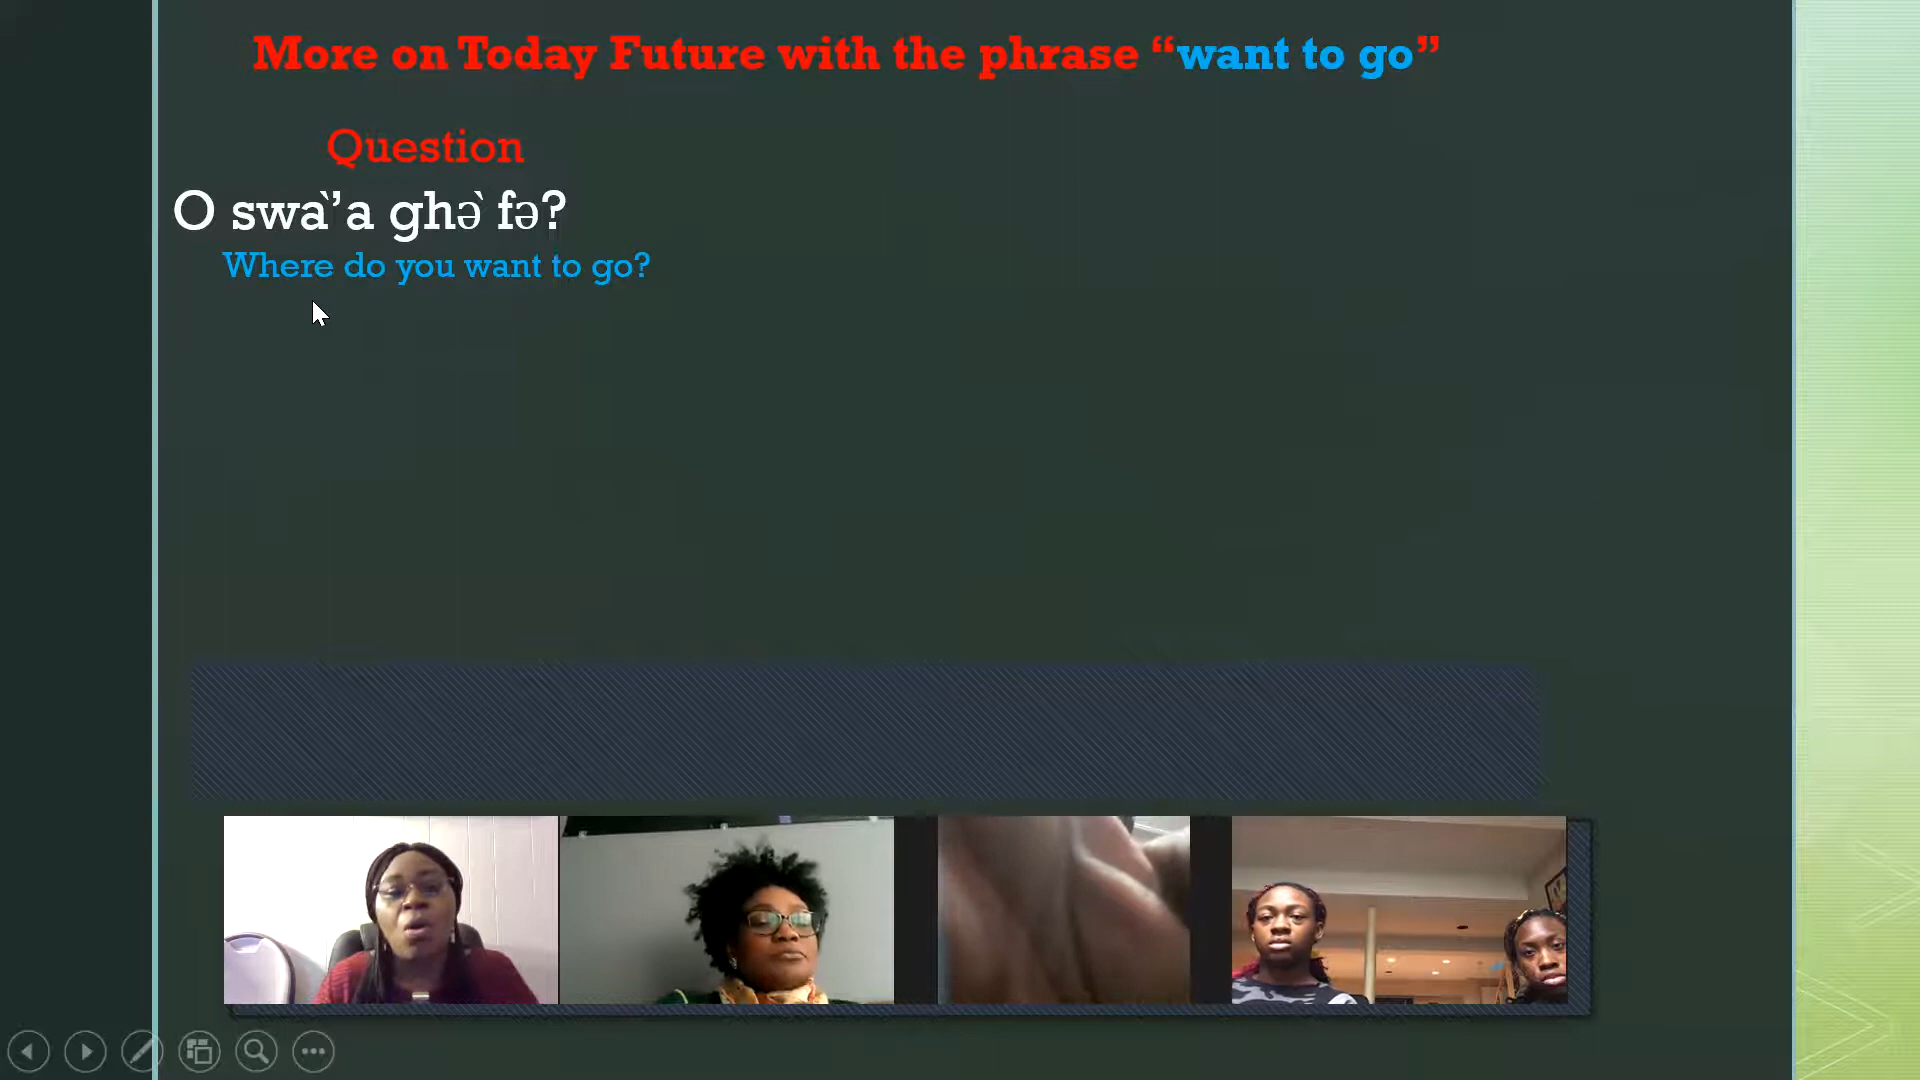 More on Today Future with the phrase “want to go”
Question
O swà’a ghə̀ fə?
Where do you want to go?